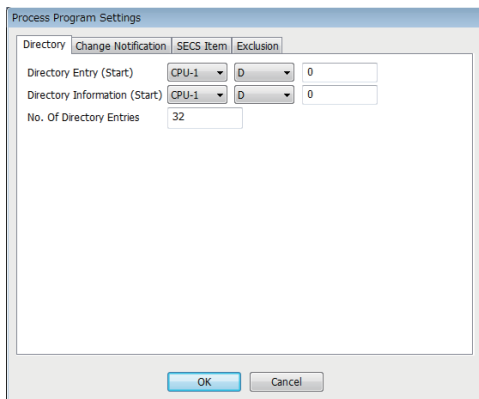 Process Program Settings
Directory Change Notification SECS Item Exclusion
Directory Entry (Start) CPU-1 D 0
Directory Information (Start) CPU-1 D 0
No. Of Directory Entries 32
OK Cancel